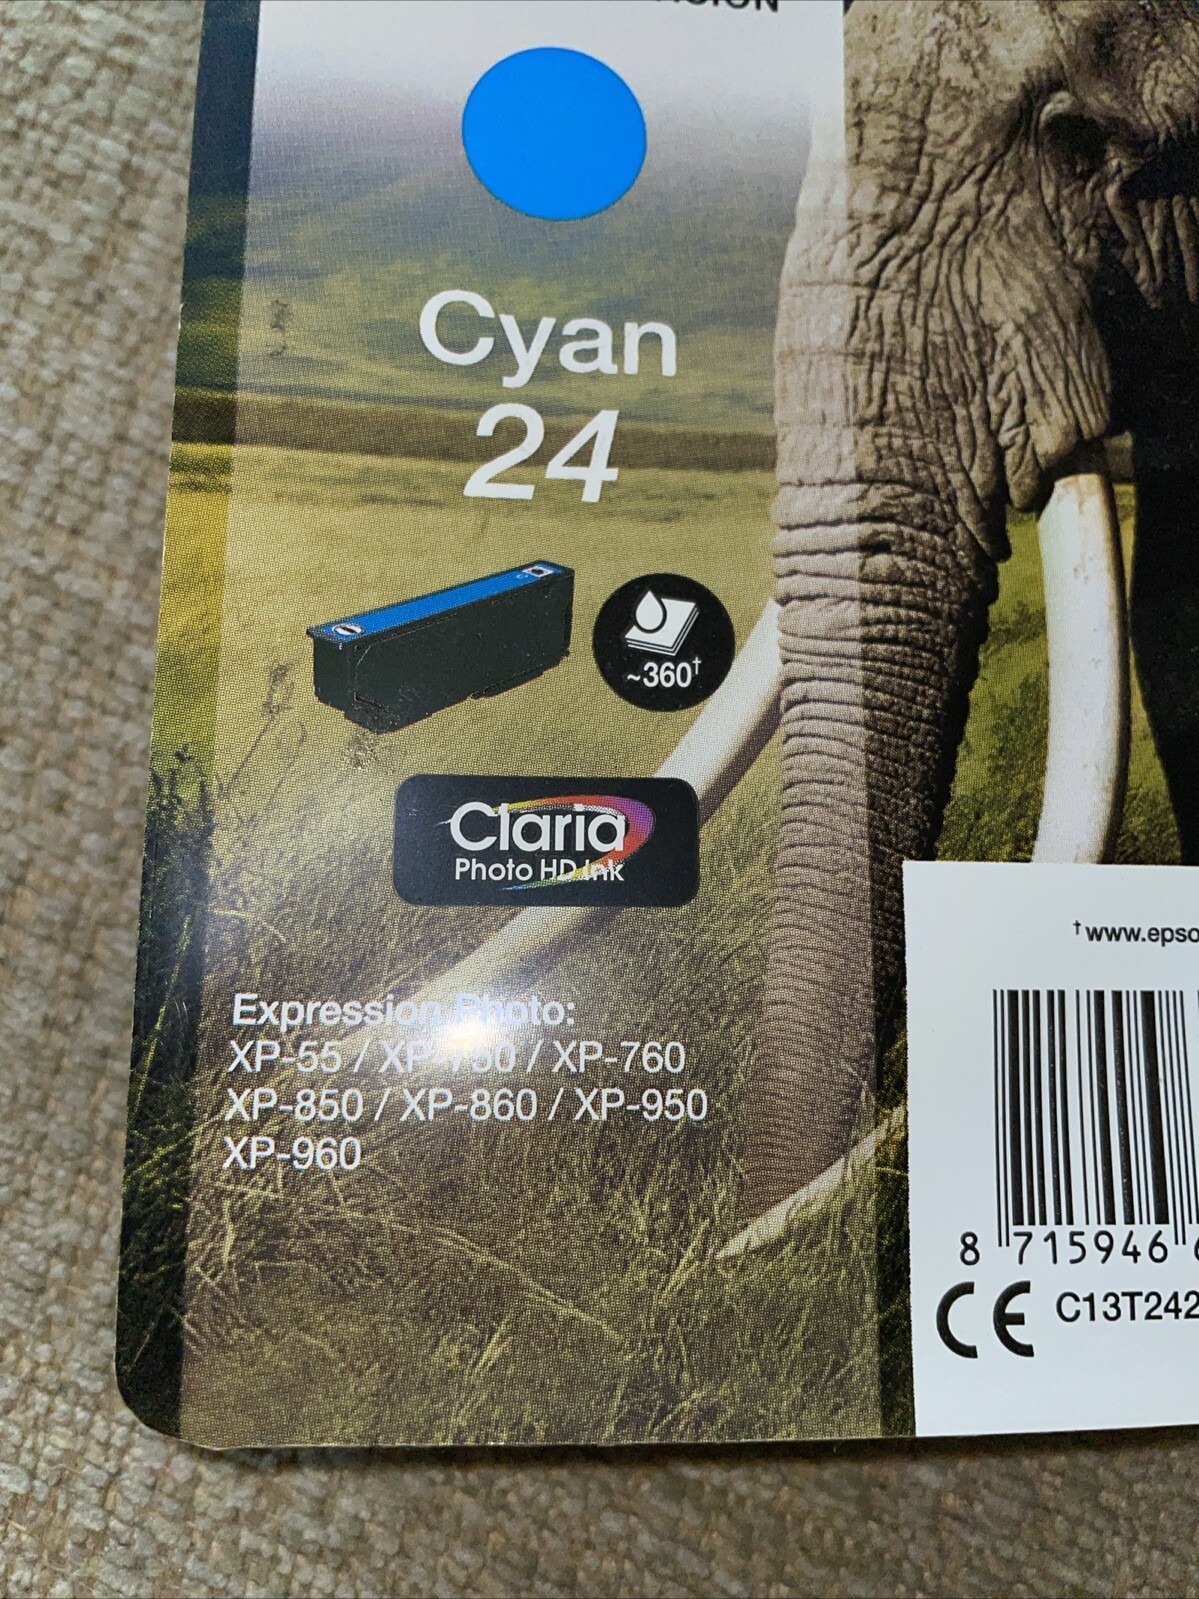 Cyan
24
~360†
Claria
Photo HD Ink
Expression Photo:
XP-55 / XP-750 / XP-760
XP-850 / XP-860 / XP-950
XP-960
†www.epso
8 715946 6
CE C13T242